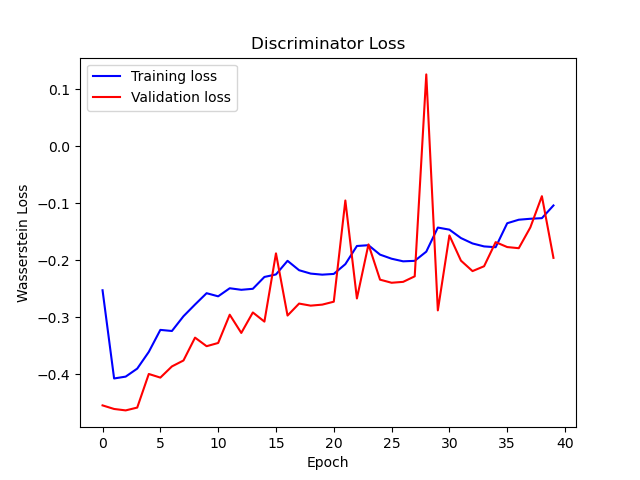 Discriminator Loss
Training loss
Validation loss
Wasserstein Loss
0.1
0.0
−0.1
−0.2
−0.3
−0.4
0 5 10 15 20 25 30 35 40
Epoch